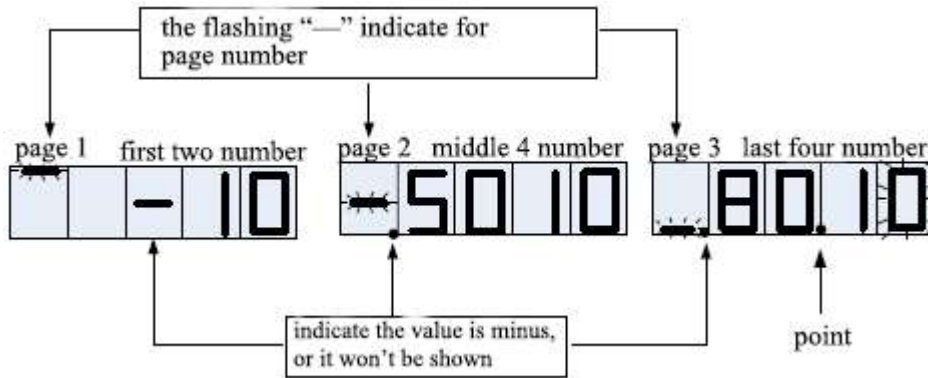 the flashing “—” indicate for
page number
page 1 first two number
page 2 middle 4 number
page 3 last four number
-10
5010
80.10
indicate the value is minus,
or it won’t be shown
point